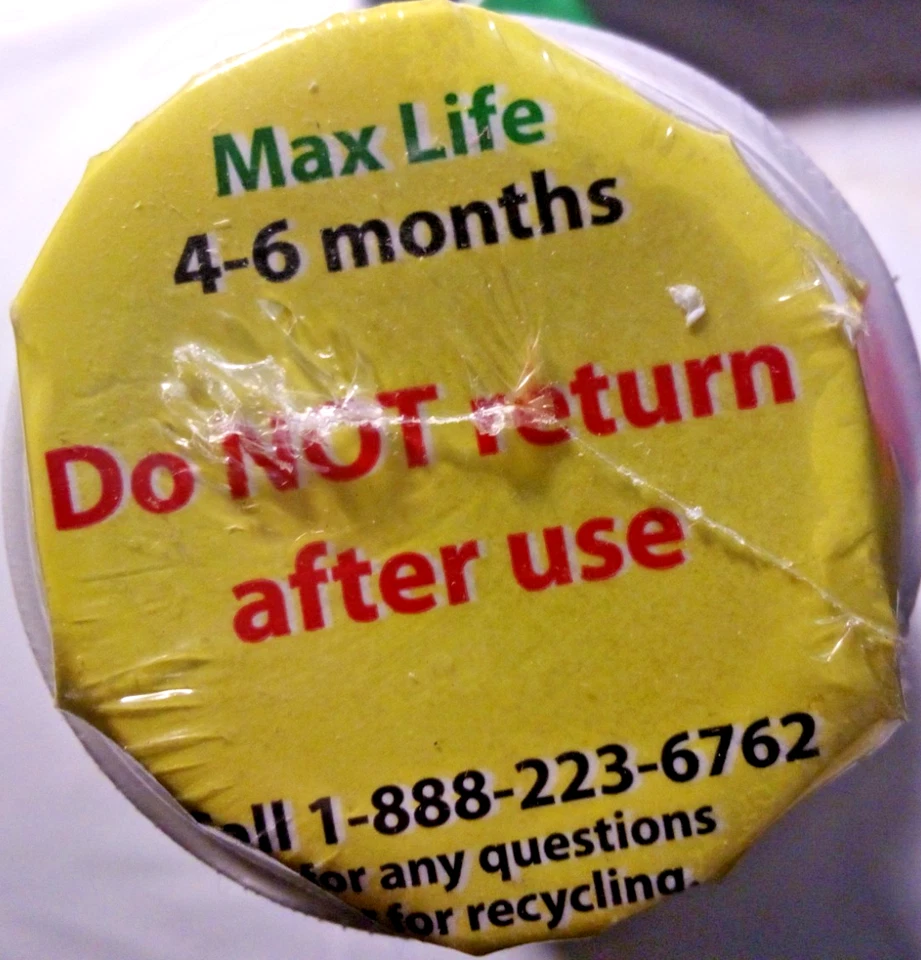 Max Life
4-6 months
Do NOT return
after use
Call 1-888-223-6762
for any questions
for recycling.